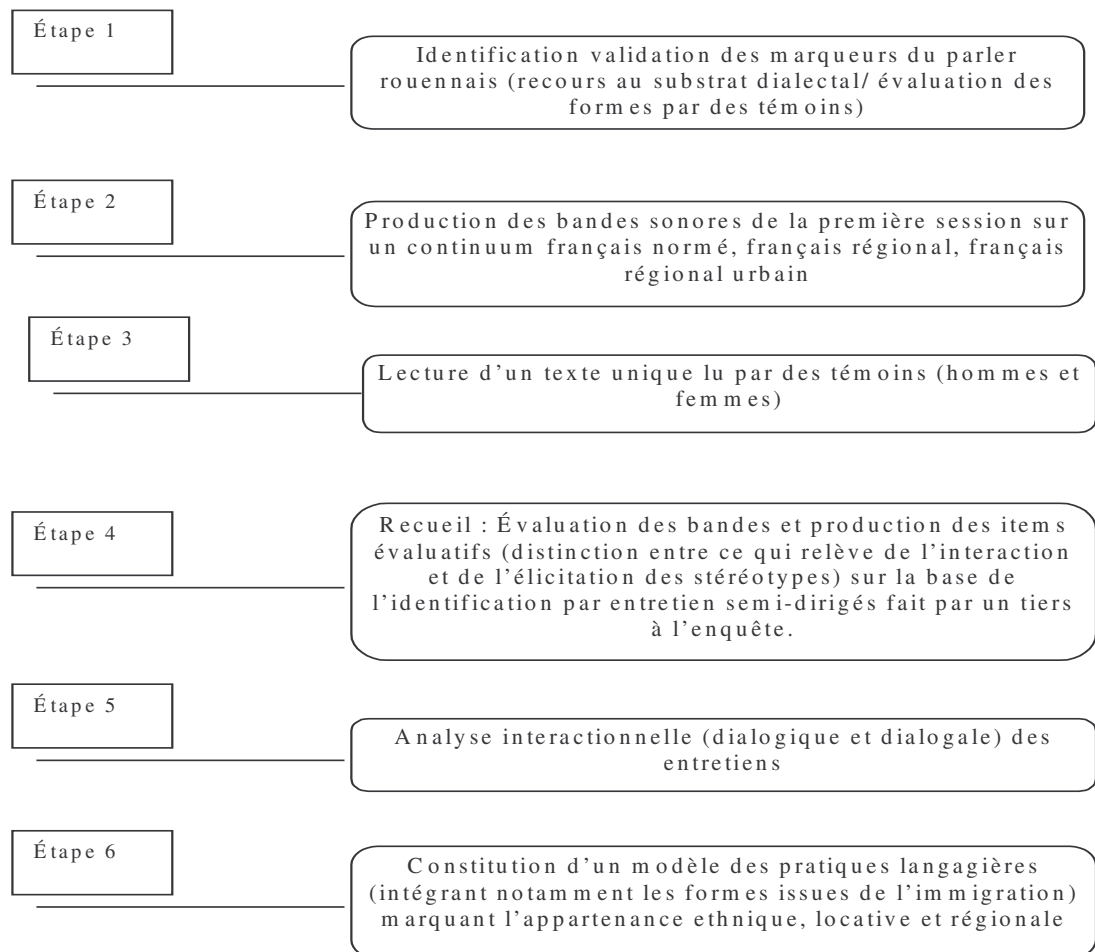 Étape 1
Identification validation des marqueurs du parler
rouennais (recours au substrat dialectal/ évaluation des
formes par des témoins)
Étape 2
Production des bandes sonores de la première session sur
un continuum français normé, français régional, français
régional urbain
Étape 3
Lecture d’un texte unique lu par des témoins (hommes et
femmes)
Étape 4
Recueil : Évaluation des bandes et production des items
évaluatifs (distinction entre ce qui relève de l’interaction
et de l’élicitation des stéréotypes) sur la base de
l’identification par entretien semi-dirigés fait par un tiers
à l’enquête.
Étape 5
Analyse interactionnelle (dialogique et dialogale) des
entretiens
Étape 6
Constitution d’un modèle des pratiques langagières
(intégrant notamment les formes issues de l’immigration)
marquant l’appartenance ethnique, locative et régionale